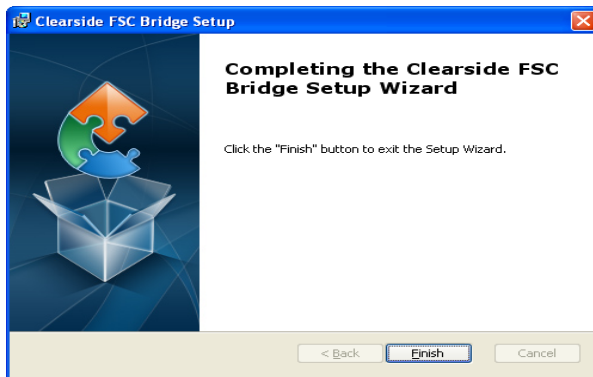 Clearside FSC Bridge Setup
Completing the Clearside FSC
Bridge Setup Wizard
Click the "Finish" button to exit the Setup Wizard.
< Back
Finish
Cancel